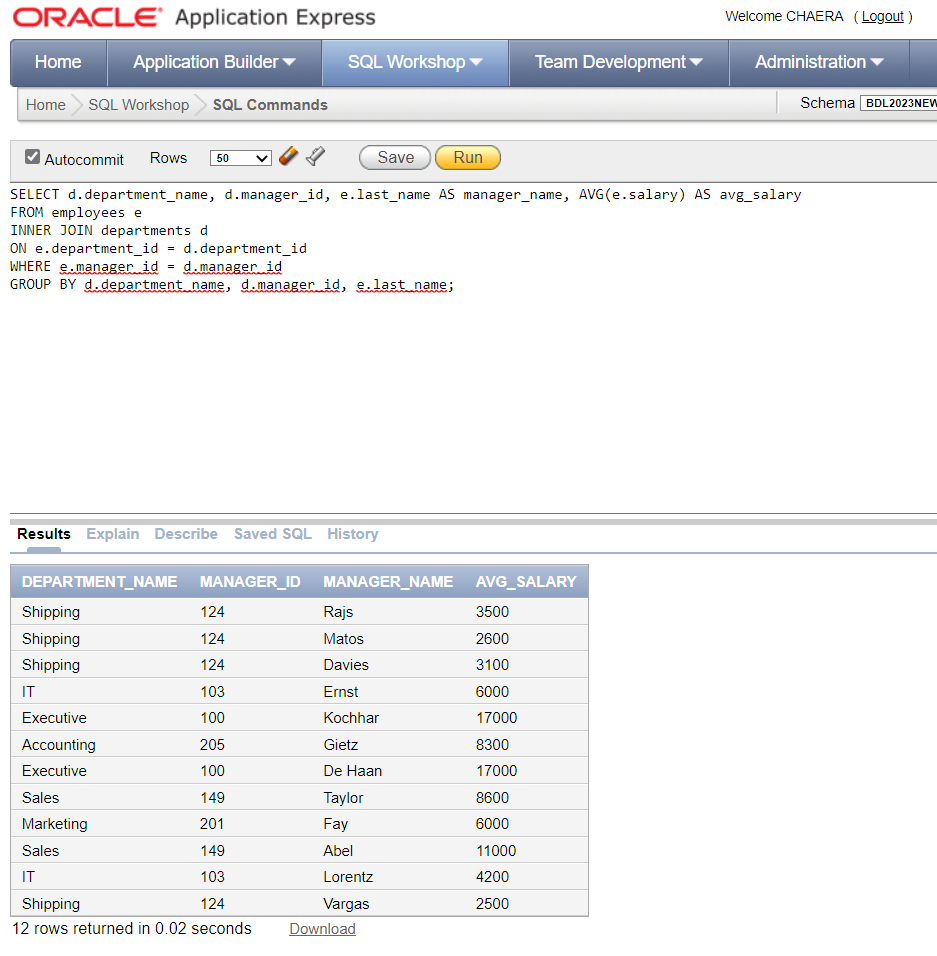 ORACLE® Application Express
Welcome CHAERA ( Logout )
Home Application Builder SQL Workshop Team Development Administration
Home SQL Workshop SQL Commands Schema BDL2023NEW
Autocommit Rows 50 Save Run
SELECT d.department_name, d.manager_id, e.last_name AS manager_name, AVG(e.salary) AS avg_salary
FROM employees e
INNER JOIN departments d
ON e.department_id = d.department_id
WHERE e.manager_id = d.manager_id
GROUP BY d.department_name, d.manager_id, e.last_name;
Results Explain Describe Saved SQL History
DEPARTMENT_NAME MANAGER_ID MANAGER_NAME AVG_SALARY
Shipping 124 Rajs 3500
Shipping 124 Matos 2600
Shipping 124 Davies 3100
IT 103 Ernst 6000
Executive 100 Kochhar 17000
Accounting 205 Gietz 8300
Executive 100 De Haan 17000
Sales 149 Taylor 8600
Marketing 201 Fay 6000
Sales 149 Abel 11000
IT 103 Lorentz 4200
Shipping 124 Vargas 2500
12 rows returned in 0.02 seconds Download